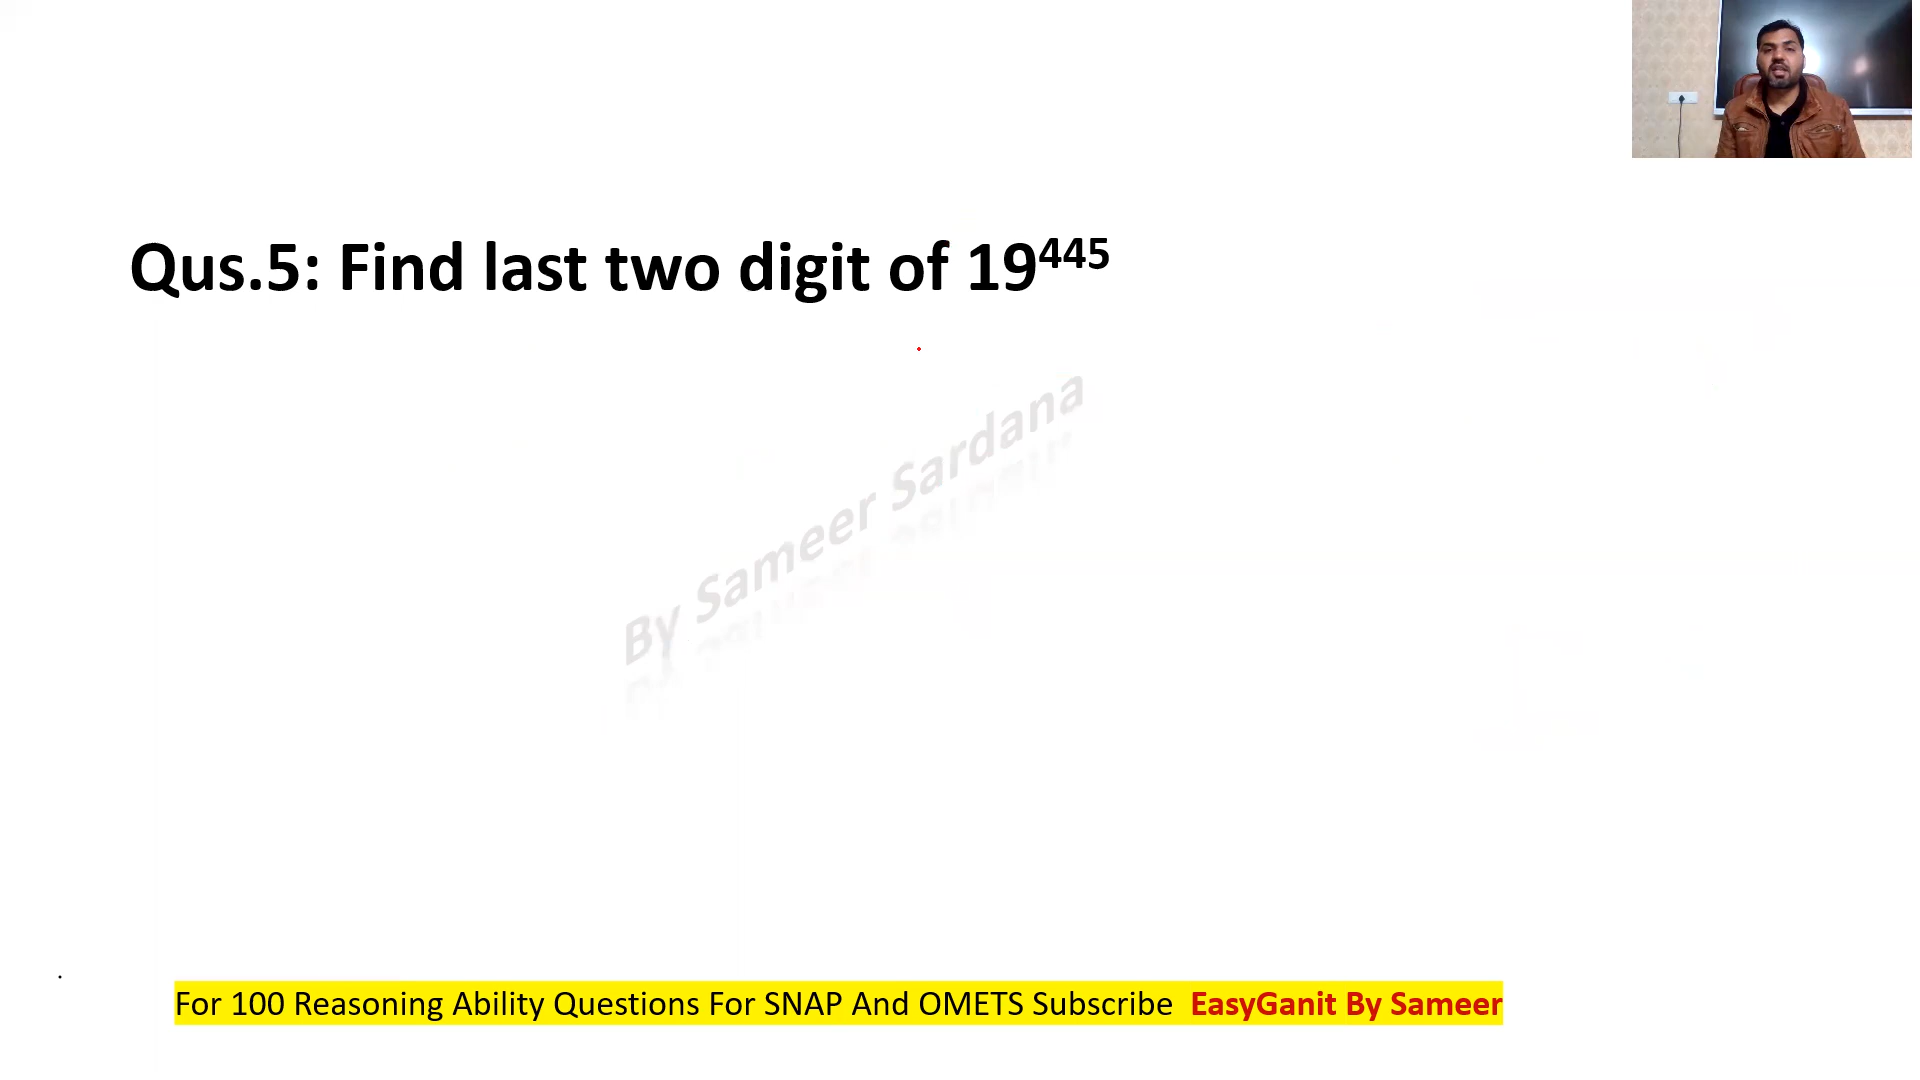 Qus.5: Find last two digit of 19⁴⁴⁵
By Sameer Sardana
For 100 Reasoning Ability Questions For SNAP And OMETS Subscribe EasyGanit By Sameer